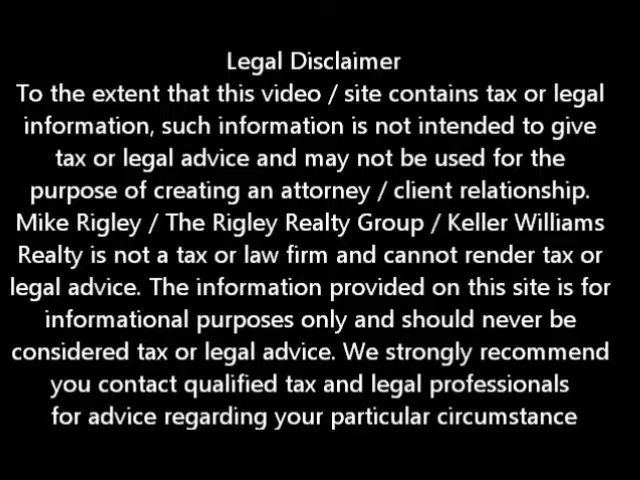 Legal Disclaimer
To the extent that this video / site contains tax or legal
information, such information is not intended to give
tax or legal advice and may not be used for the
purpose of creating an attorney / client relationship.
Mike Rigley / The Rigley Realty Group / Keller Williams
Realty is not a tax or law firm and cannot render tax or
legal advice. The information provided on this site is for
informational purposes only and should never be
considered tax or legal advice. We strongly recommend
you contact qualified tax and legal professionals
for advice regarding your particular circumstance